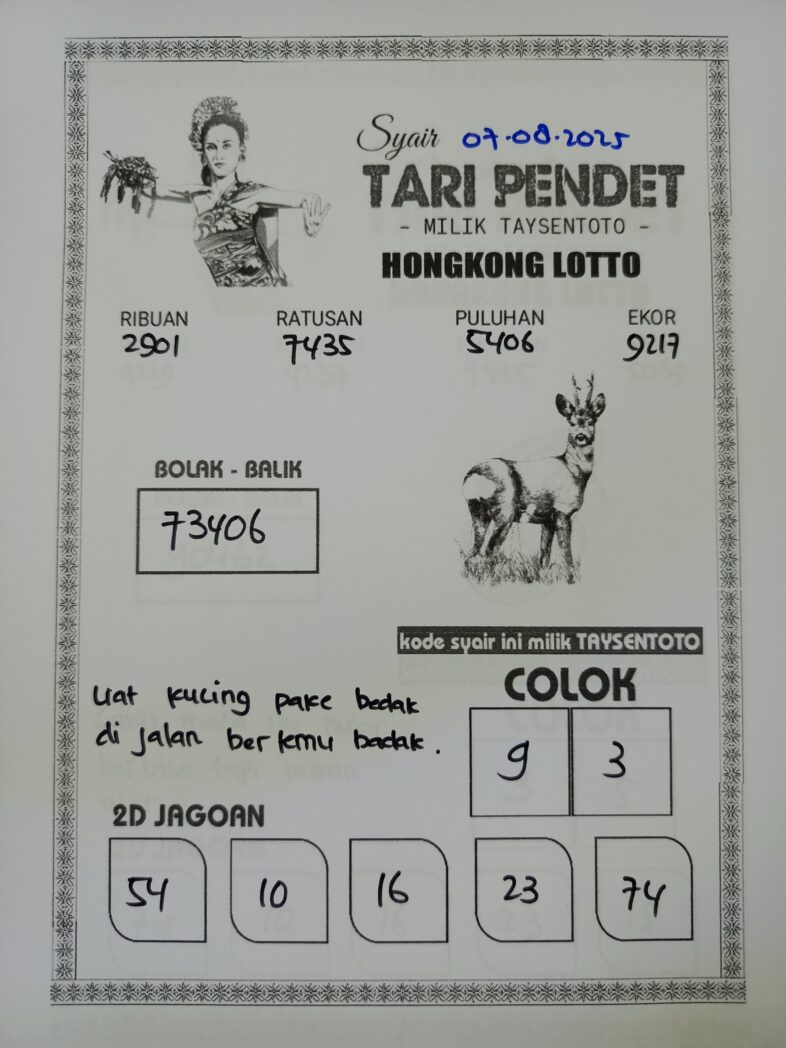 Syair 07.08.2025
TARI PENDET
- MILIK TAYSENTOTO -
HONGKONG LOTTO
RIBUAN RATUSAN PULUHAN EKOR
2901 7435 5406 9217
BOLAK - BALIK
73406
kode syair ini milik TAYSENTOTO
COLOK
9 3
Liat kucing pake bedak
di jalan bertemu badak.
2D JAGOAN
54 10 16 23 74